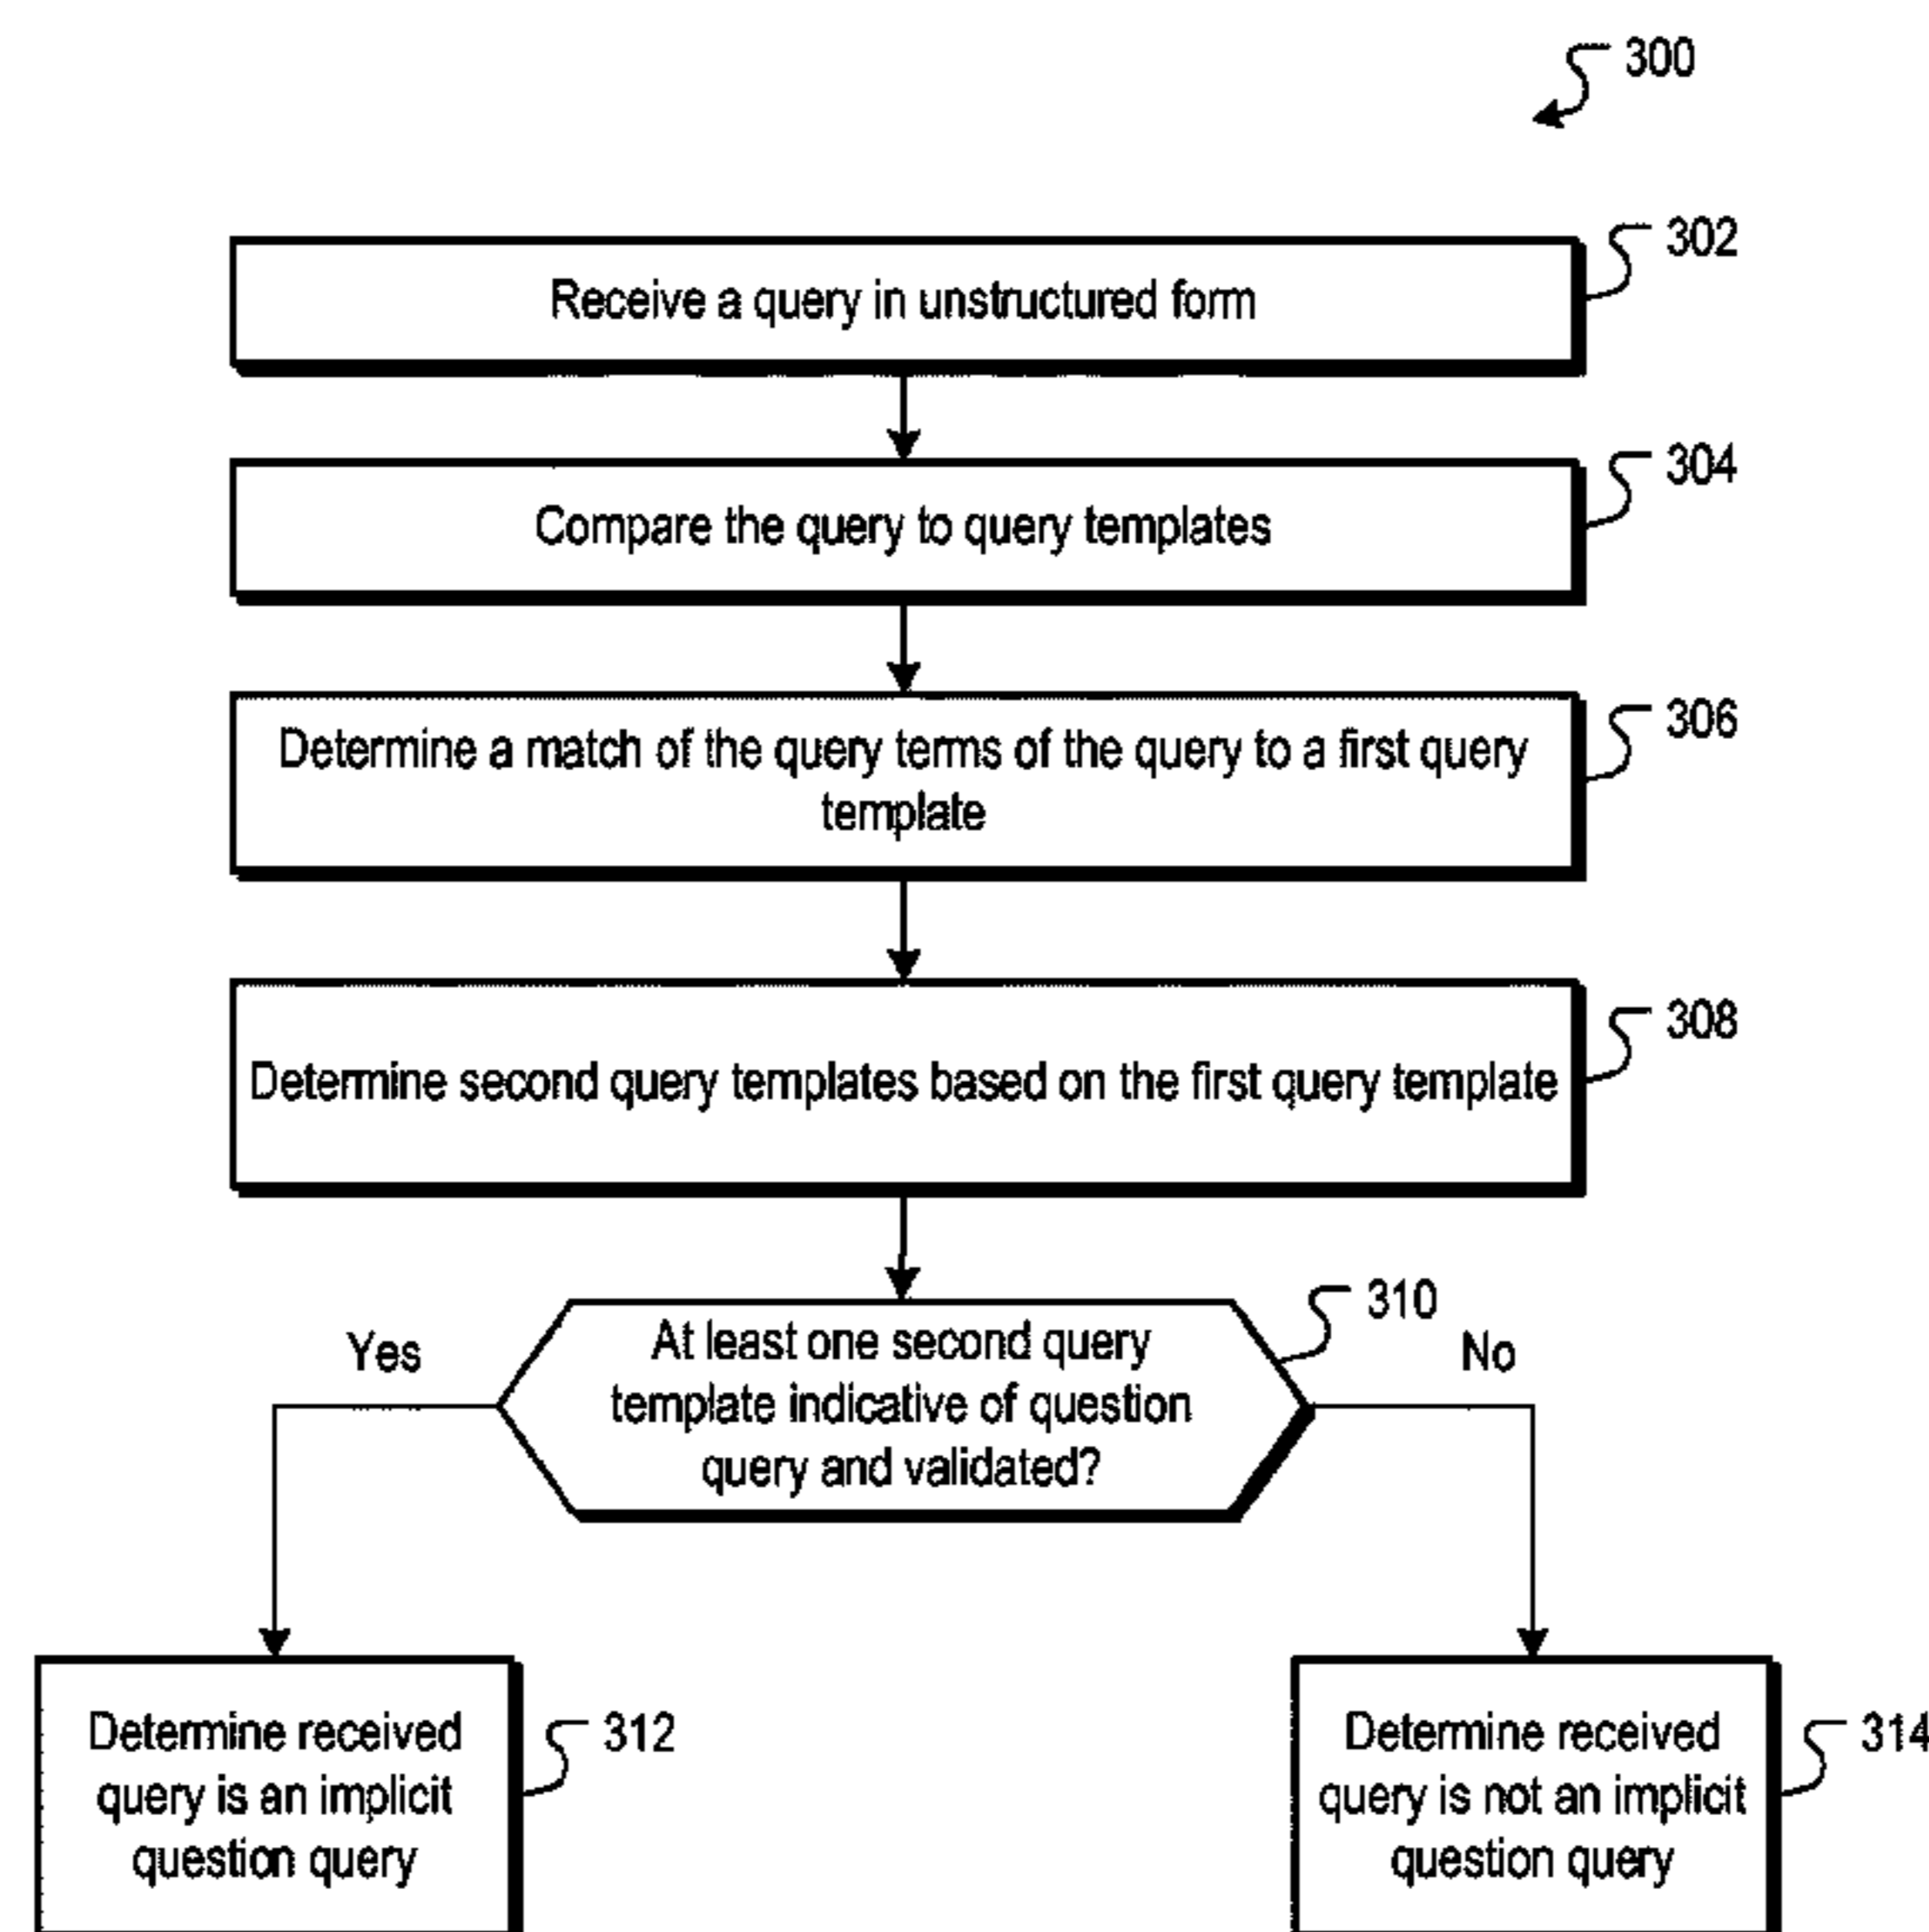 300
302
Receive a query in unstructured form
304
Compare the query to query templates
306
Determine a match of the query terms of the query to a first query
template
308
Determine second query templates based on the first query template
310
Yes
No
At least one second query
template indicative of question
query and validated?
Determine received
query is an implicit
question query
312
Determine received
query is not an implicit
question query
314